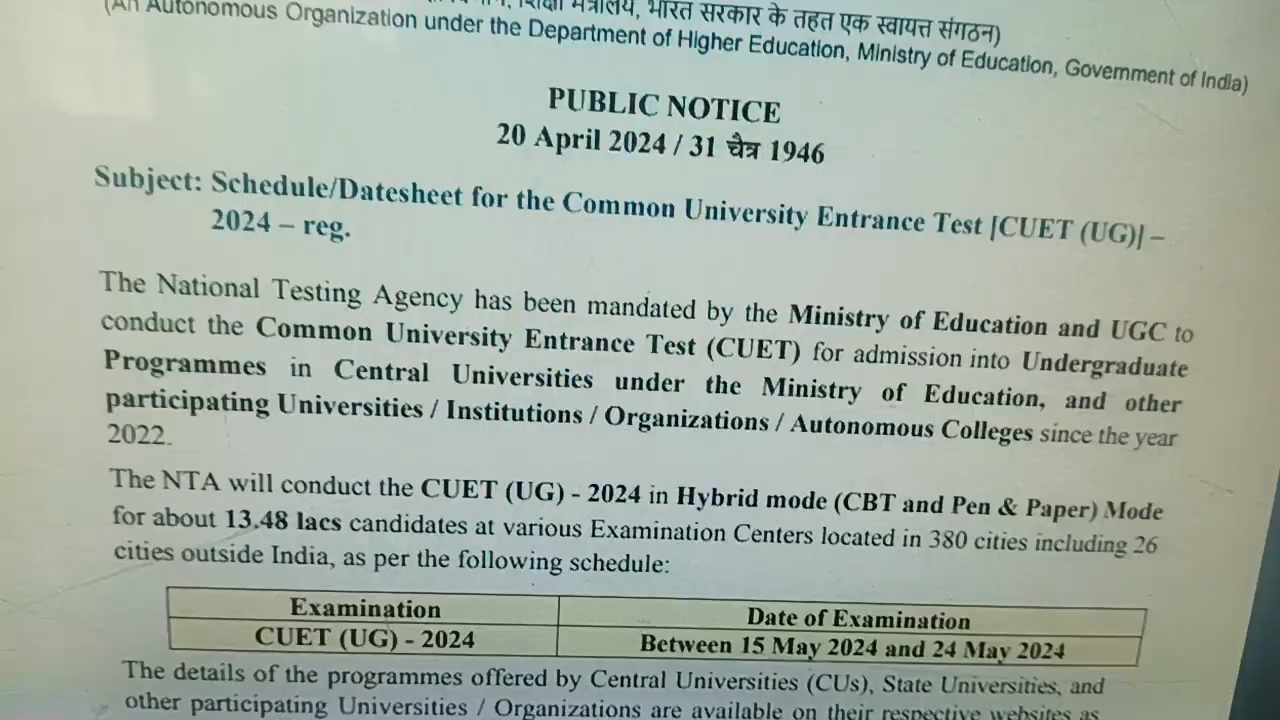 शिक्षा मंत्रालय, भारत सरकार के तहत एक स्वायत्त संगठन)
(An Autonomous Organization under the Department of Higher Education, Ministry of Education, Government of India)
PUBLIC NOTICE
20 April 2024 / 31 चैत्र 1946
Subject: Schedule/Datesheet for the Common University Entrance Test [CUET (UG)] –
2024 – reg.
The National Testing Agency has been mandated by the Ministry of Education and UGC to
conduct the Common University Entrance Test (CUET) for admission into Undergraduate
Programmes in Central Universities under the Ministry of Education, and other
participating Universities / Institutions / Organizations / Autonomous Colleges since the year
2022.
The NTA will conduct the CUET (UG) - 2024 in Hybrid mode (CBT and Pen & Paper) Mode
for about 13.48 lacs candidates at various Examination Centers located in 380 cities including 26
cities outside India, as per the following schedule:
Examination Date of Examination
CUET (UG) - 2024 Between 15 May 2024 and 24 May 2024
The details of the programmes offered by Central Universities (CUs), State Universities, and
other participating Universities / Organizations are available on their respective websites as